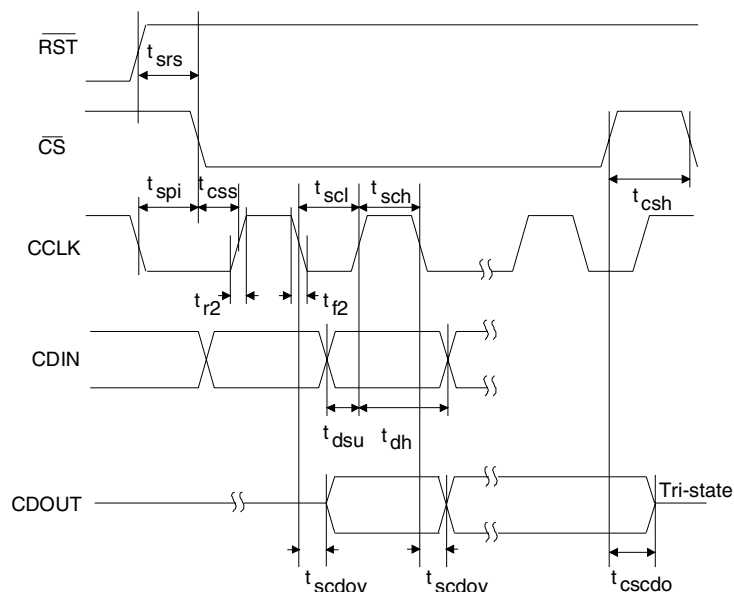 RST
t srs
CS
t spi
t css
t scl
t sch
t csh
CCLK
t r2
t f2
CDIN
t dsu
t dh
CDOUT
Tri-state
t scdov
t scdov
t cscdo